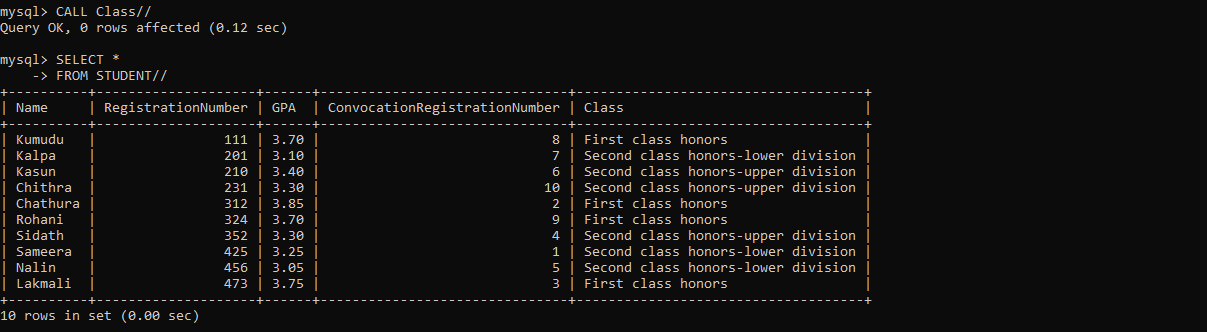 mysql> CALL Class//
Query OK, 0 rows affected (0.12 sec)
mysql> SELECT *
    -> FROM STUDENT//
+----------+--------------------+------+-------------------------------+------------------------------------+
| Name     | RegistrationNumber | GPA  | ConvocationRegistrationNumber | Class                              |
+----------+--------------------+------+-------------------------------+------------------------------------+
| Kumudu   |                111 | 3.70 |                             8 | First class honors                 |
| Kalpa    |                201 | 3.10 |                             7 | Second class honors-lower division |
| Kasun    |                210 | 3.40 |                             6 | Second class honors-upper division |
| Chithra  |                231 | 3.30 |                            10 | Second class honors-upper division |
| Chathura |                312 | 3.85 |                             2 | First class honors                 |
| Rohani   |                324 | 3.70 |                             9 | First class honors                 |
| Sidath   |                352 | 3.30 |                             4 | Second class honors-upper division |
| Sameera  |                425 | 3.25 |                             1 | Second class honors-lower division |
| Nalin    |                456 | 3.05 |                             5 | Second class honors-lower division |
| Lakmali  |                473 | 3.75 |                             3 | First class honors                 |
+----------+--------------------+------+-------------------------------+------------------------------------+
10 rows in set (0.00 sec)